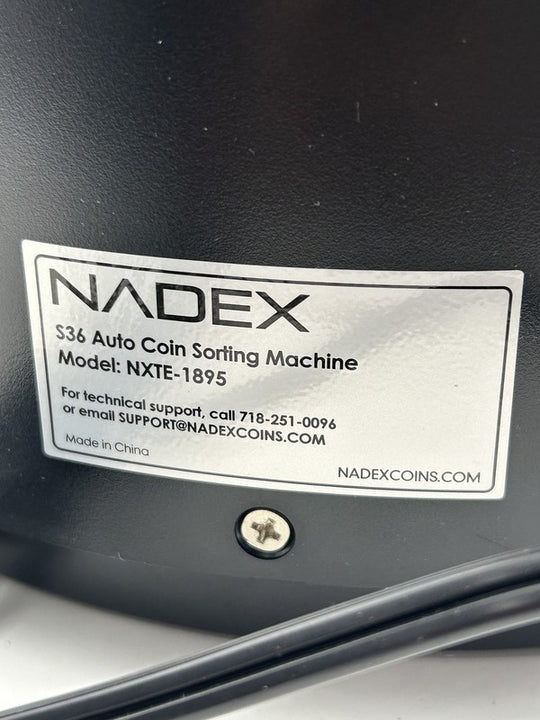 NADEX
S36 Auto Coin Sorting Machine
Model: NXTE-1895
For technical support, call 718-251-0096
or email SUPPORT@NADEXCOINS.COM
Made in China
NADEXCOINS.COM